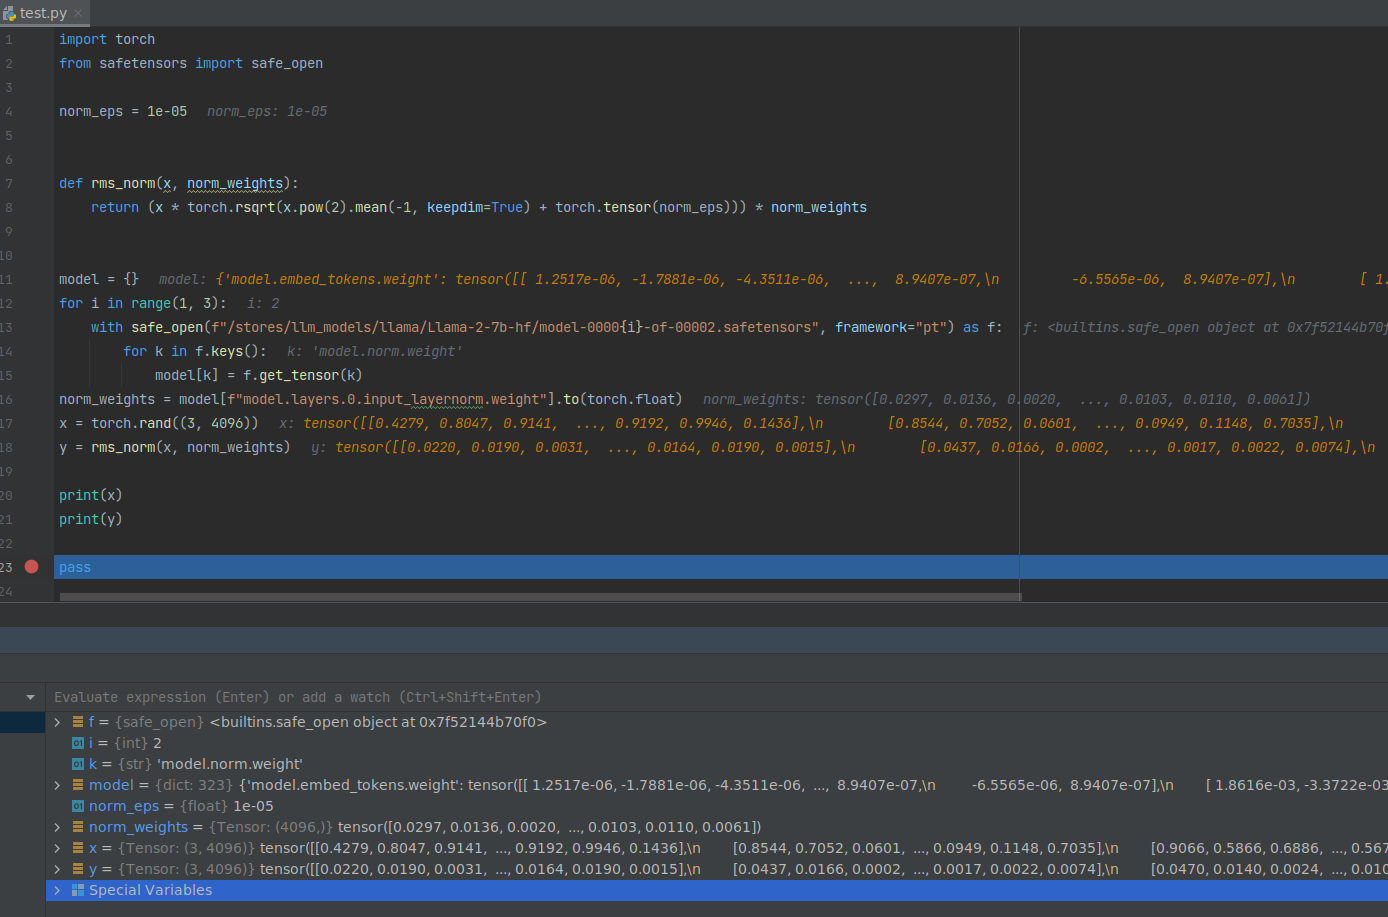 test.py
1 import torch
2 from safetensors import safe_open
3
4 norm_eps = 1e-05 norm_eps: 1e-05
5
6
7 def rms_norm(x, norm_weights):
8 return (x * torch.rsqrt(x.pow(2).mean(-1, keepdim=True) + torch.tensor(norm_eps))) * norm_weights
9
10
11 model = {} model: {'model.embed_tokens.weight': tensor([[ 1.2517e-06, -1.7881e-06, -4.3511e-06, ..., 8.9407e-07,\n -6.5565e-06, 8.9407e-07],\n [ 1.
12 for i in range(1, 3): i: 2
13 with safe_open(f"/stores/llm_models/llama/Llama-2-7b-hf/model-0000{i}-of-00002.safetensors", framework="pt") as f: f: <builtins.safe_open object at 0x7f52144b70f
14 for k in f.keys(): k: 'model.norm.weight'
15 model[k] = f.get_tensor(k)
16 norm_weights = model[f"model.layers.0.input_layernorm.weight"].to(torch.float) norm_weights: tensor([0.0297, 0.0136, 0.0020, ..., 0.0103, 0.0110, 0.0061])
17 x = torch.rand((3, 4096)) x: tensor([[0.4279, 0.8047, 0.9141, ..., 0.9192, 0.9946, 0.1436],\n [0.8544, 0.7052, 0.0601, ..., 0.0949, 0.1148, 0.7035],\n
18 y = rms_norm(x, norm_weights) y: tensor([[0.0220, 0.0190, 0.0031, ..., 0.0164, 0.0190, 0.0015],\n [0.0437, 0.0166, 0.0002, ..., 0.0017, 0.0022, 0.0074],\n
19
20 print(x)
21 print(y)
22
23 pass
24
Evaluate expression (Enter) or add a watch (Ctrl+Shift+Enter)
f = {safe_open} <builtins.safe_open object at 0x7f52144b70f0>
01 i = {int} 2
01 k = {str} 'model.norm.weight'
model = {dict: 323} {'model.embed_tokens.weight': tensor([[ 1.2517e-06, -1.7881e-06, -4.3511e-06, ..., 8.9407e-07,\n -6.5565e-06, 8.9407e-07],\n [ 1.8616e-03, -3.3722e-03
01 norm_eps = {float} 1e-05
norm_weights = {Tensor: (4096,)} tensor([0.0297, 0.0136, 0.0020, ..., 0.0103, 0.0110, 0.0061])
x = {Tensor: (3, 4096)} tensor([[0.4279, 0.8047, 0.9141, ..., 0.9192, 0.9946, 0.1436],\n [0.8544, 0.7052, 0.0601, ..., 0.0949, 0.1148, 0.7035],\n [0.9066, 0.5866, 0.6886, ..., 0.567
y = {Tensor: (3, 4096)} tensor([[0.0220, 0.0190, 0.0031, ..., 0.0164, 0.0190, 0.0015],\n [0.0437, 0.0166, 0.0002, ..., 0.0017, 0.0022, 0.0074],\n [0.0470, 0.0140, 0.0024, ..., 0.010
Special Variables